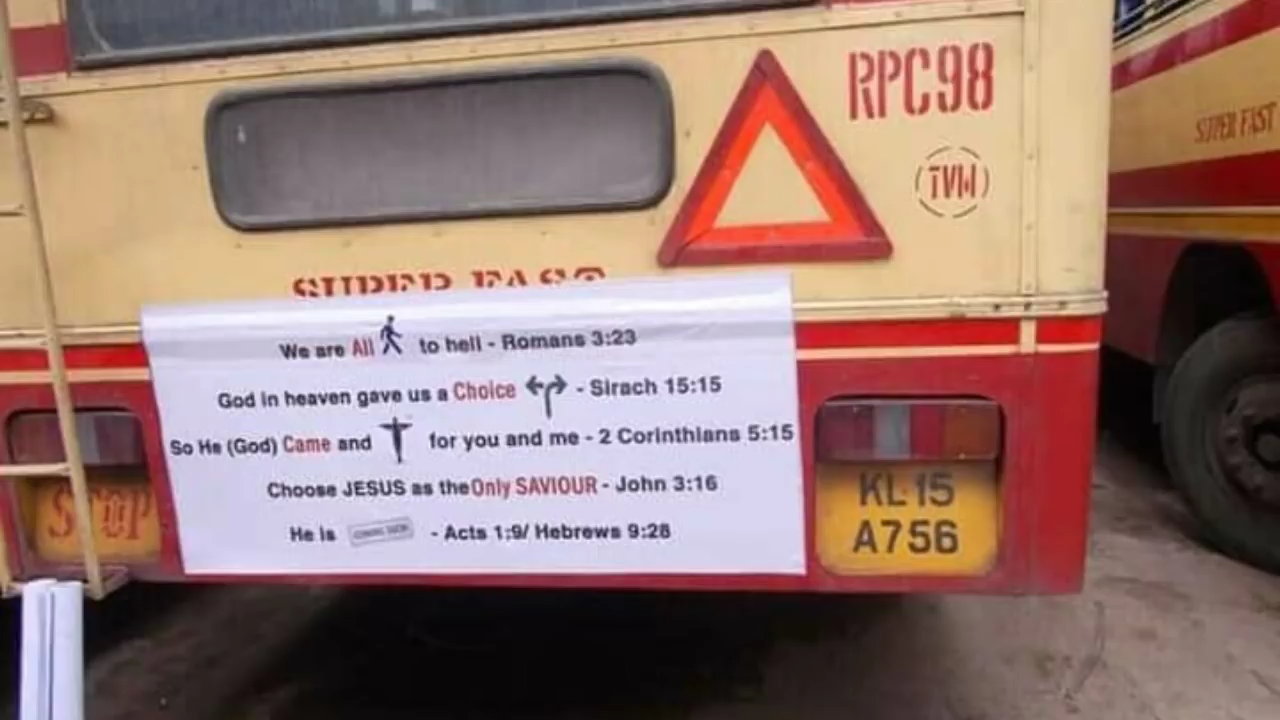 RPC98
SUPER FAST
TVM
SUPER FAST
We are All to hell - Romans 3:23
God in heaven gave us a Choice - Sirach 15:15
So He (God) Came and for you and me - 2 Corinthians 5:15
Choose JESUS as the Only SAVIOUR - John 3:16
He is COMING SOON - Acts 1:9/ Hebrews 9:28
STOP
KL 15
A756